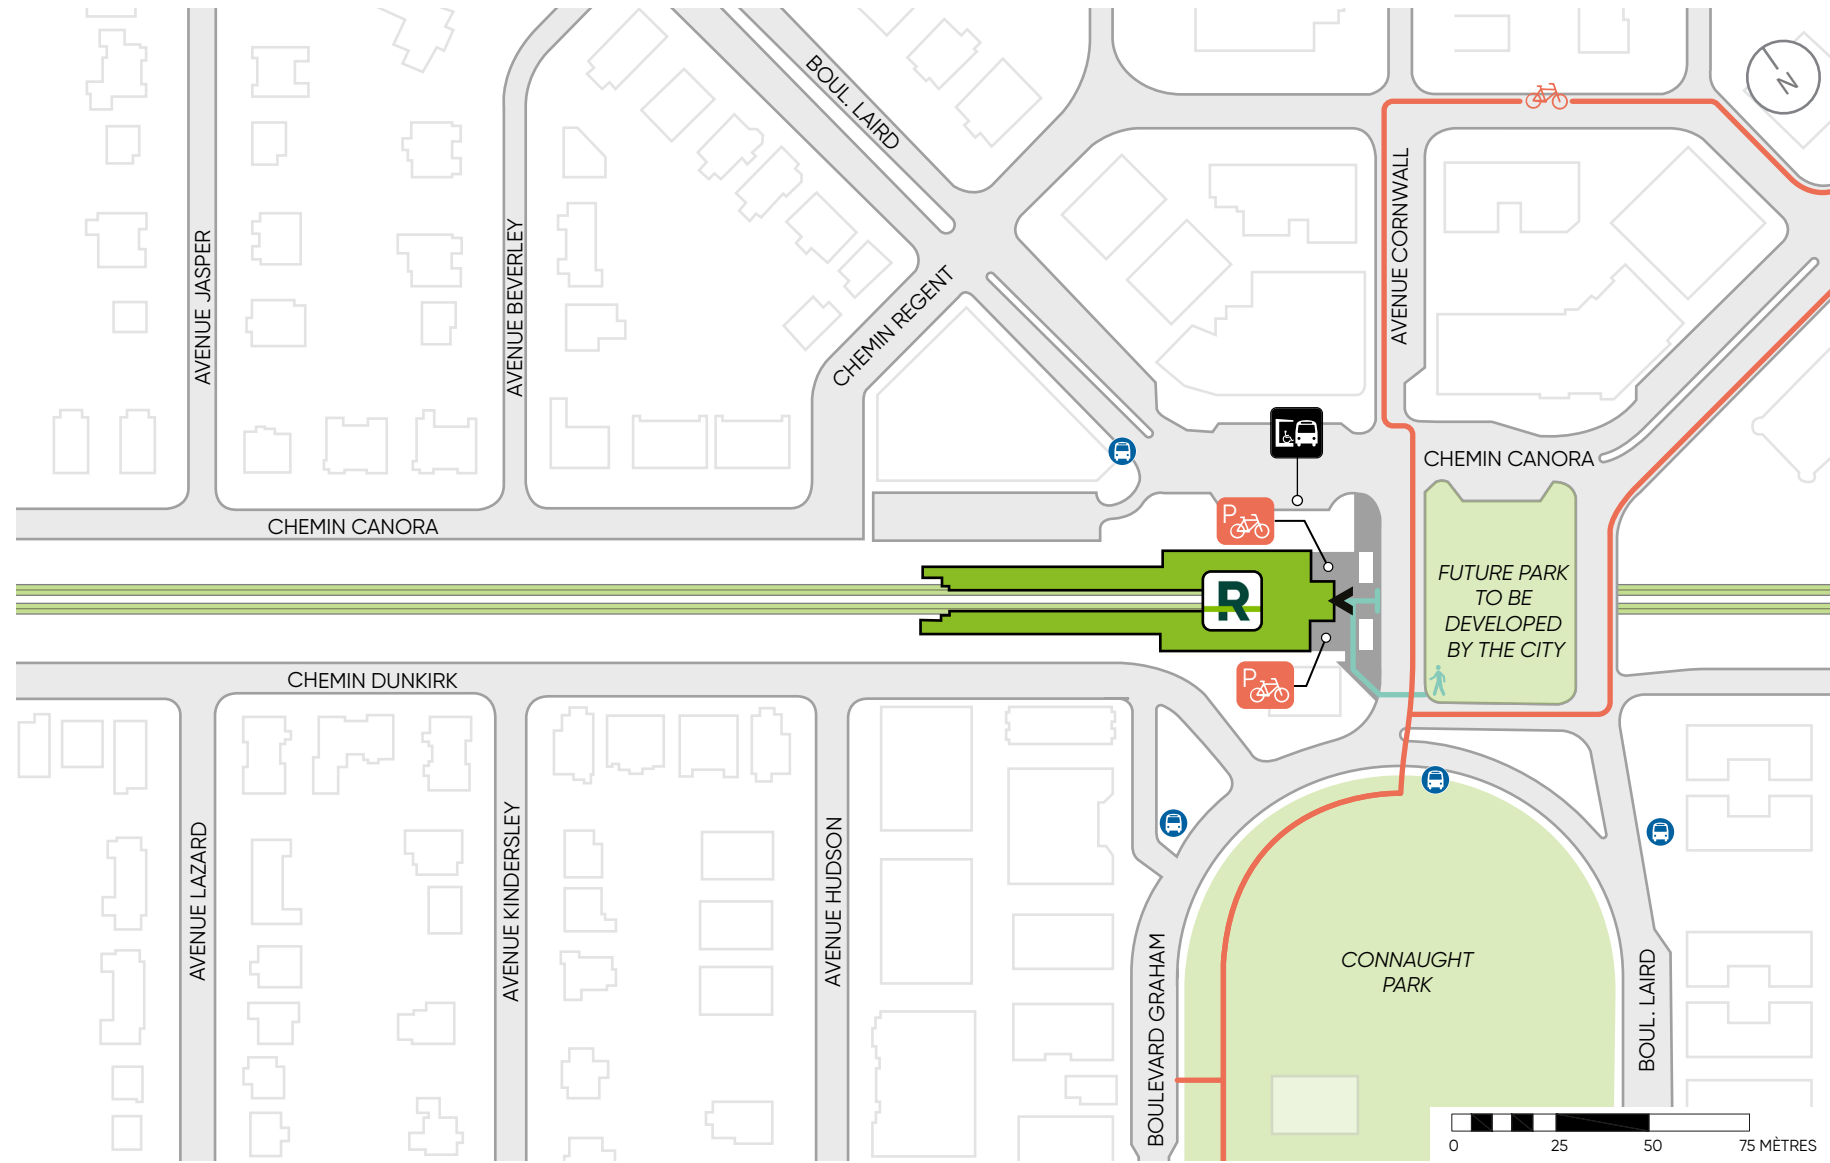 BOUL. LAIRD
N
AVENUE CORNWALL
AVENUE JASPER
AVENUE BEVERLEY
CHEMIN REGENT
CHEMIN CANORA
CHEMIN CANORA
P
FUTURE PARK
TO BE
DEVELOPED
BY THE CITY
R
CHEMIN DUNKIRK
P
AVENUE LAZARD
AVENUE KINDERSLEY
AVENUE HUDSON
BOULEVARD GRAHAM
CONNAUGHT
PARK
BOUL. LAIRD
0 25 50 75 MÈTRES